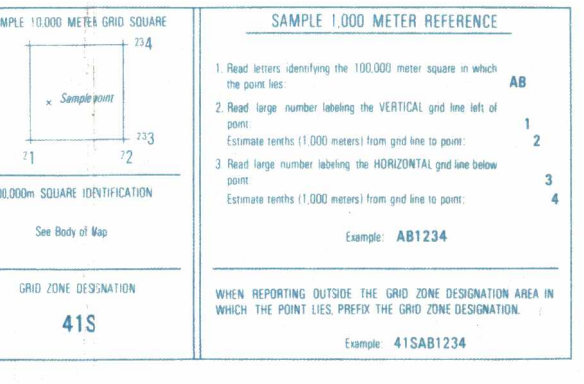 MPLE 10,000 METER GRID SQUARE
234
× Sample point
233
21 22
00,000m SQUARE IDENTIFICATION
See Body of Map
GRID ZONE DESIGNATION
41S
SAMPLE 1,000 METER REFERENCE
1. Read letters identifying the 100,000 meter square in which
the point lies: AB
2. Read large number labeling the VERTICAL grid line left of
point: 1
Estimate tenths (1,000 meters) from grid line to point: 2
3 Read large number labeling the HORIZONTAL grid line below
point 3
Estimate tenths (1,000 meters) from grid line to point: 4
Example: AB1234
WHEN REPORTING OUTSIDE THE GRID ZONE DESIGNATION AREA IN
WHICH THE POINT LIES, PREFIX THE GRID ZONE DESIGNATION.
Example: 41SAB1234